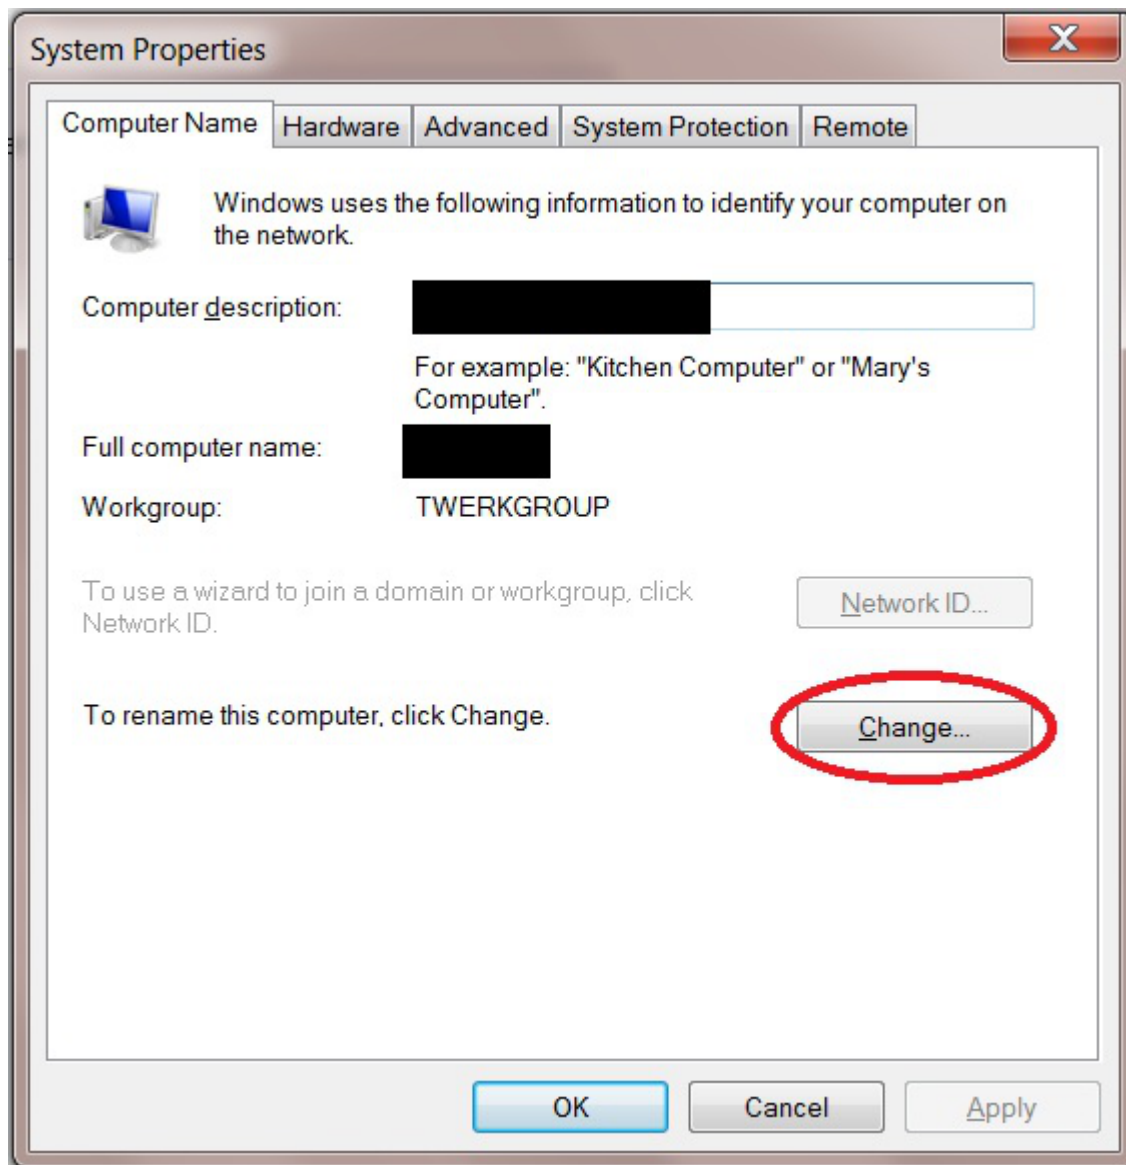 System Properties
X
Computer Name Hardware Advanced System Protection Remote
Windows uses the following information to identify your computer on
the network.
Computer description:
For example: "Kitchen Computer" or "Mary's
Computer".
Full computer name:
Workgroup: TWERKGROUP
To use a wizard to join a domain or workgroup, click
Network ID.
Network ID...
To rename this computer, click Change.
Change...
OK Cancel Apply